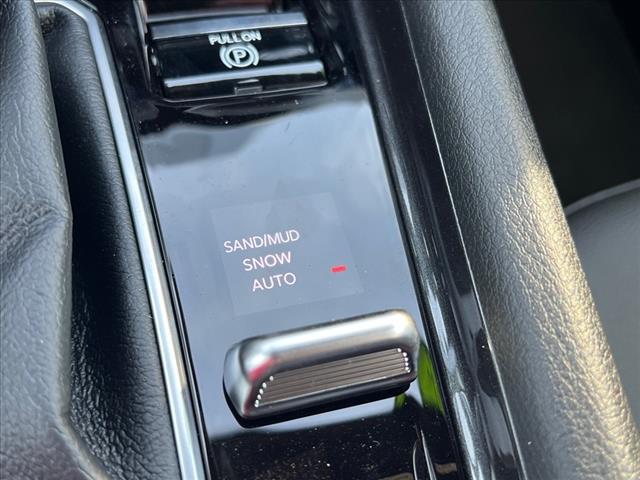 PULL ON
(P)
SAND/MUD
SNOW
AUTO